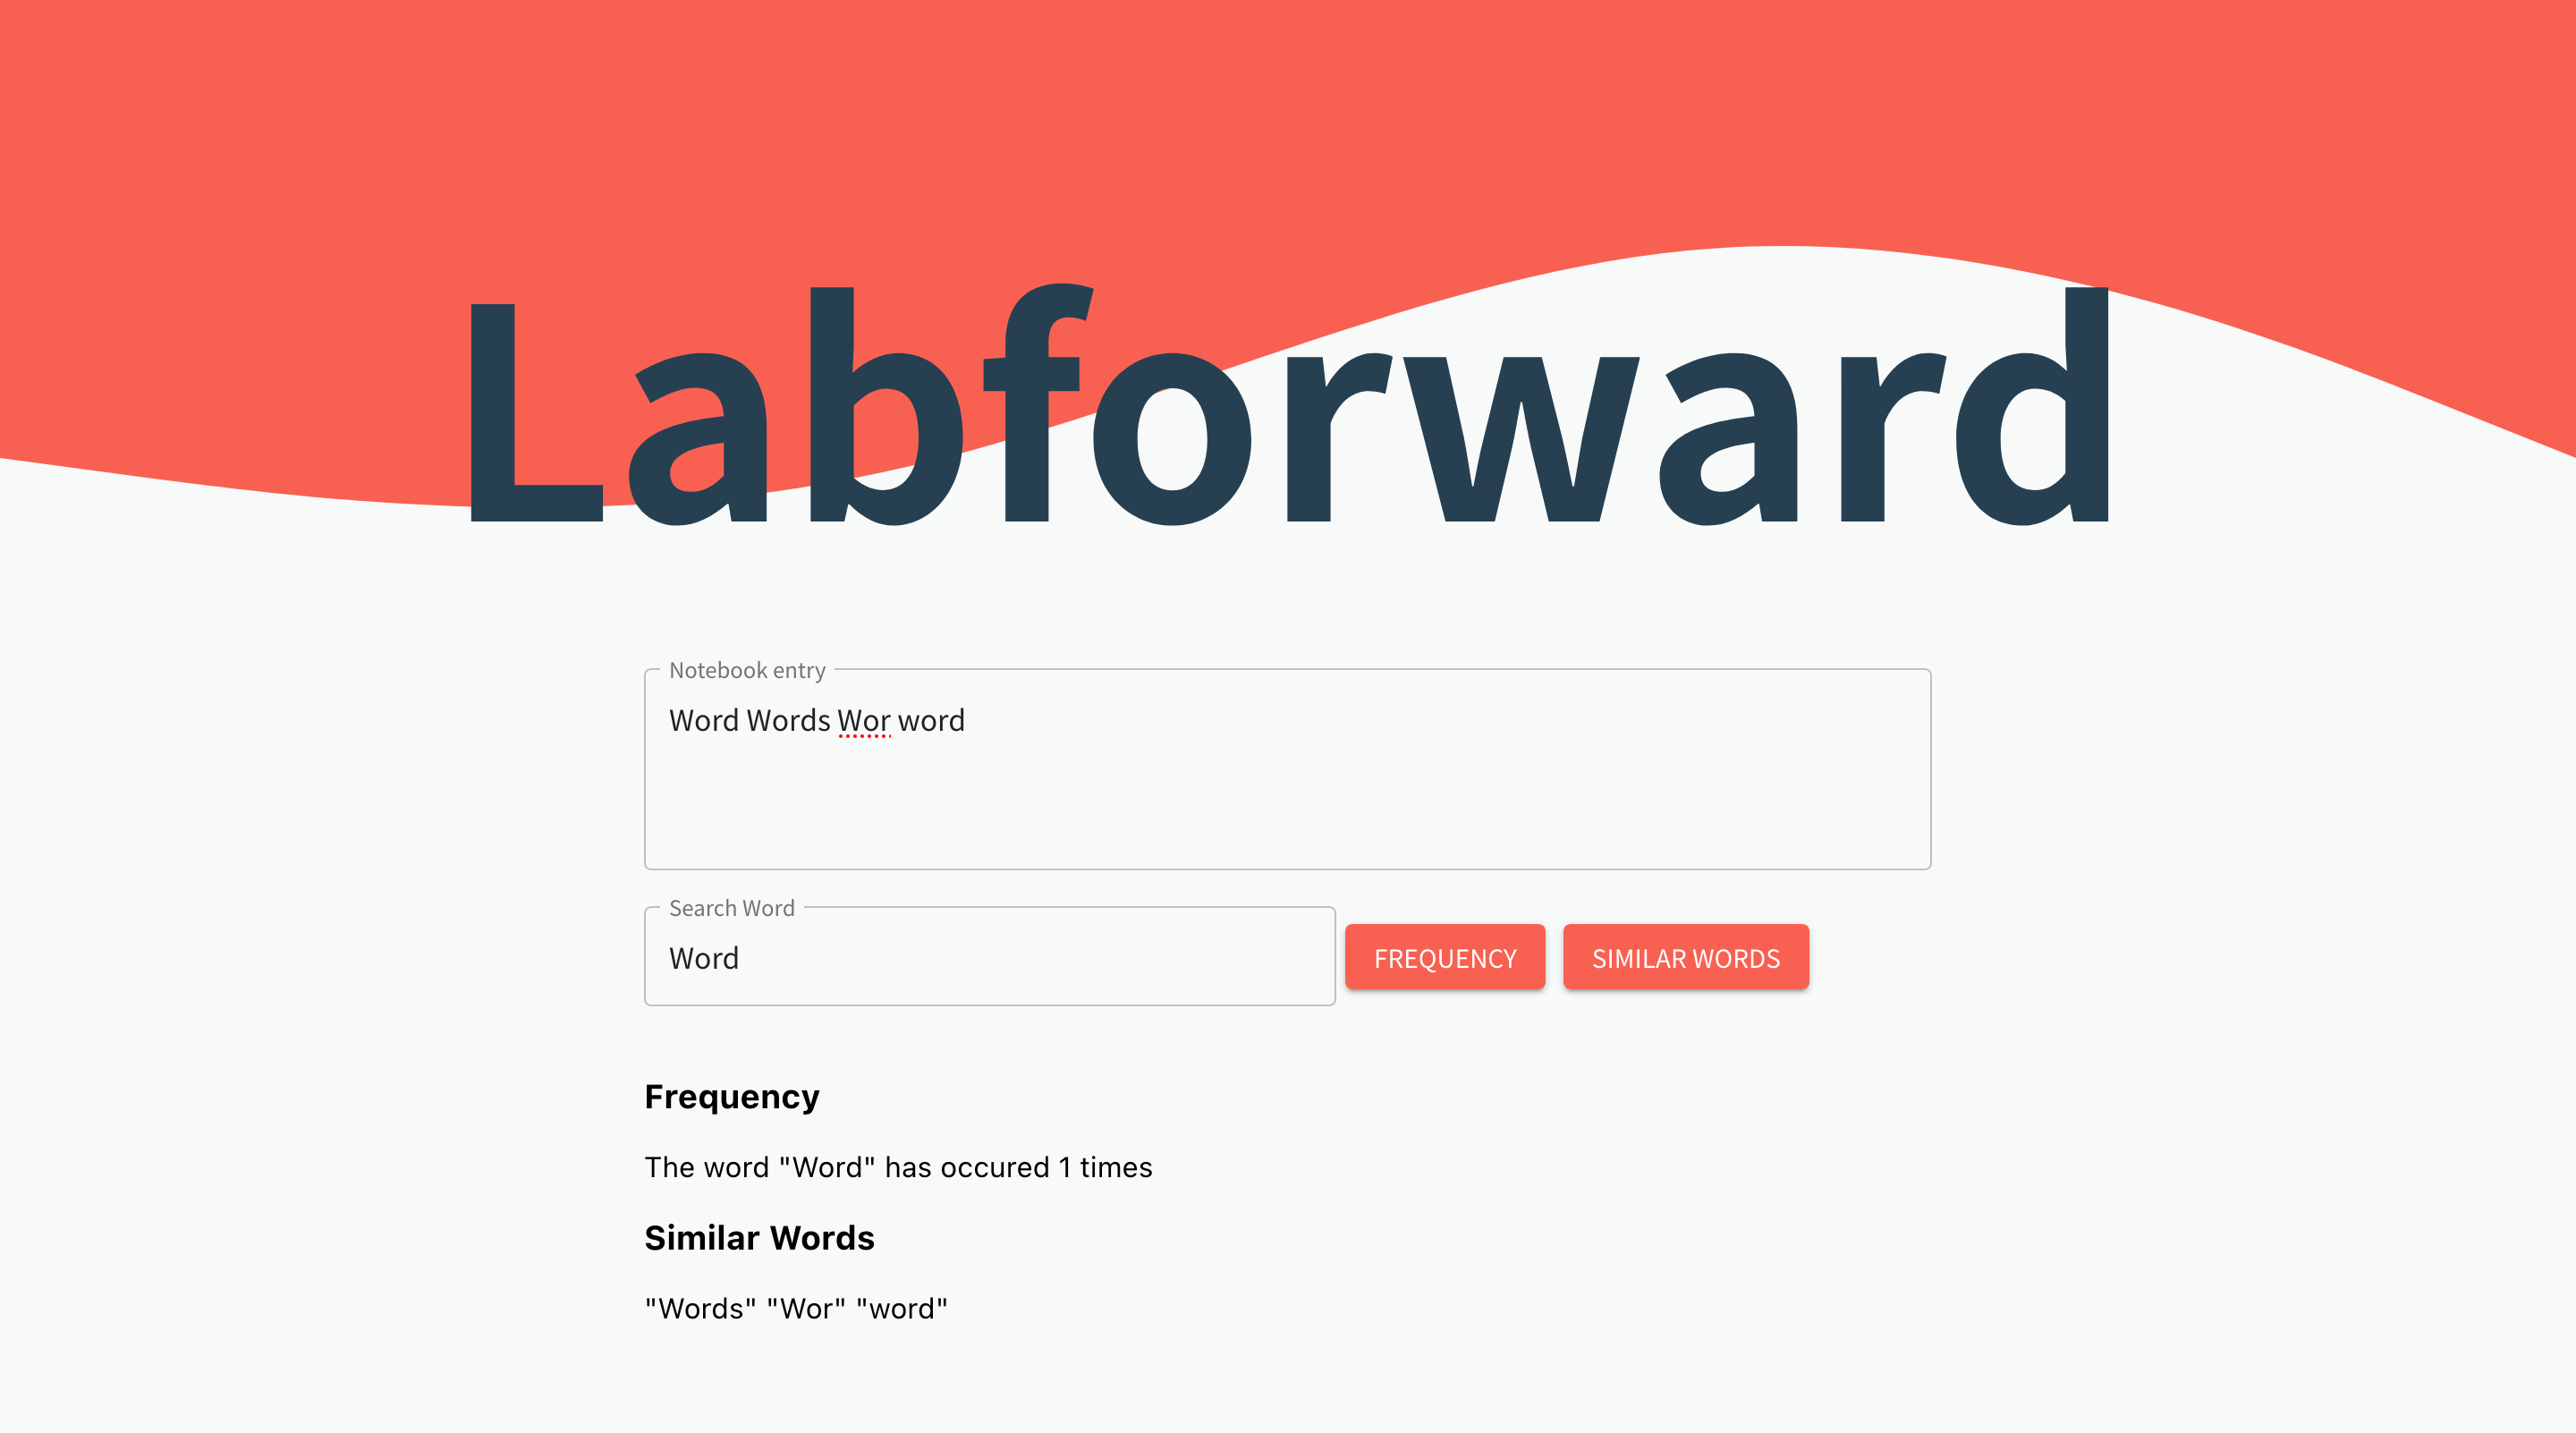 Labforward
Notebook entry
Word Words Wor word
Search Word
Word
FREQUENCY
SIMILAR WORDS
Frequency
The word "Word" has occured 1 times
Similar Words
"Words" "Wor" "word"